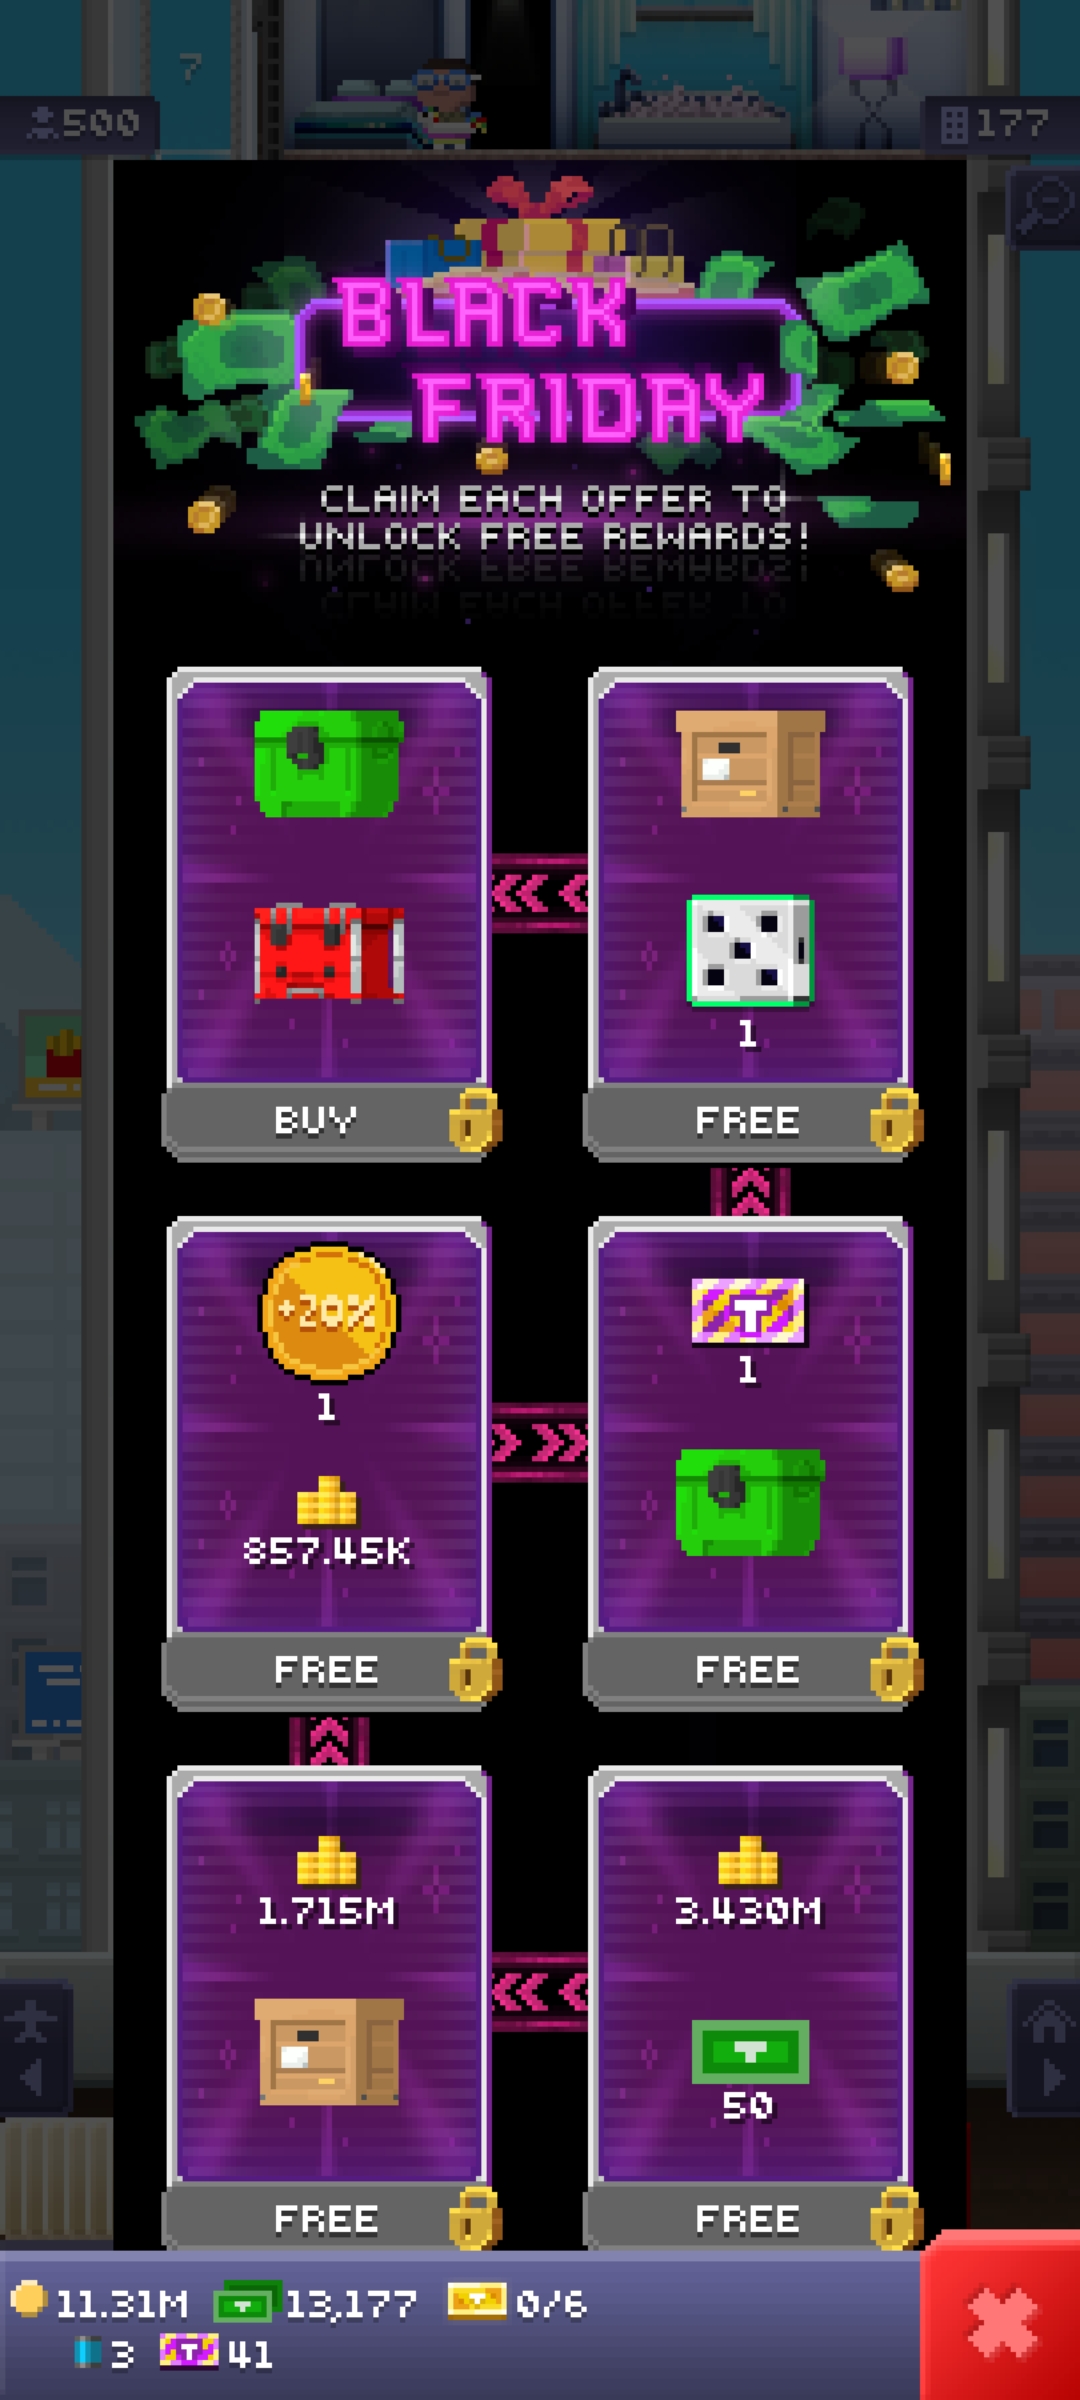 7
500
177
BLACK
FRIDAY
CLAIM EACH OFFER TO
UNLOCK FREE REWARDS!
1
BUY
FREE
+20%
1
T
1
857.45K
FREE
FREE
1.715M
3.430M
50
FREE
FREE
11.31M 13,177 0/6
3 T 41